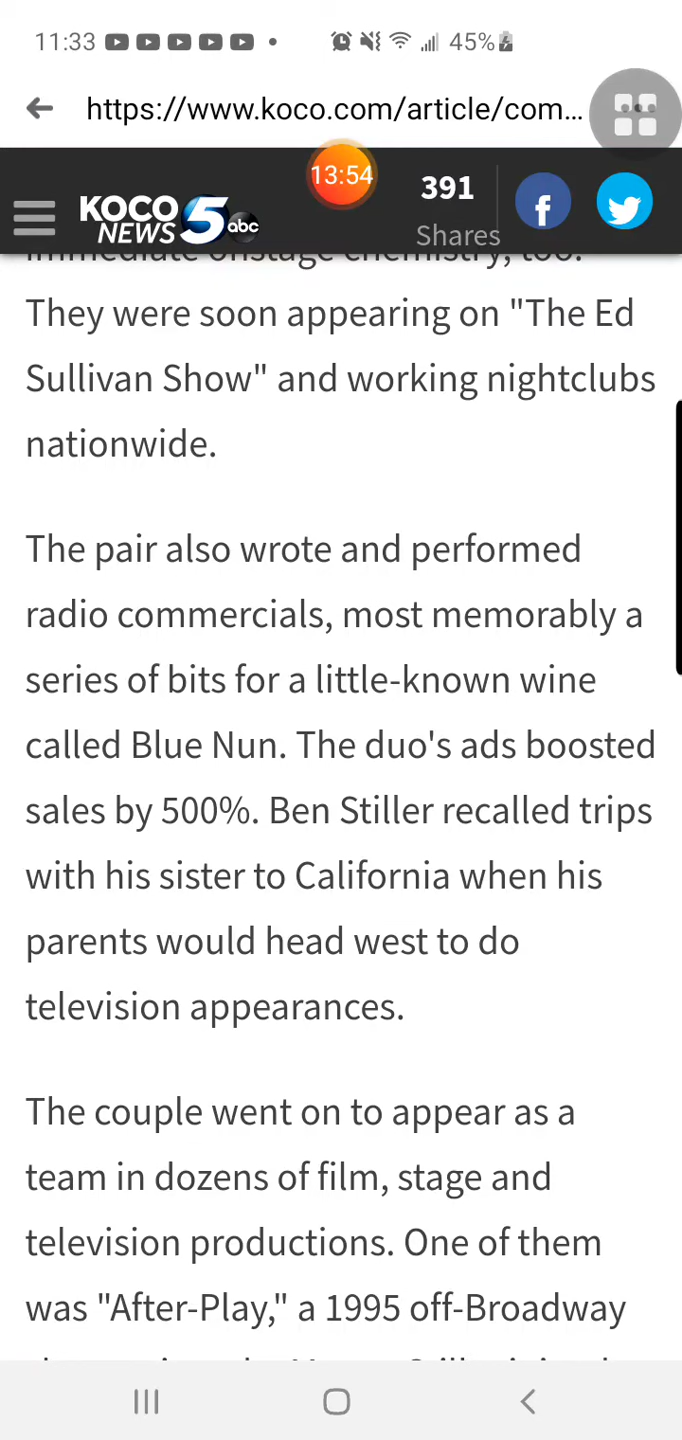 11:33
45%
https://www.koco.com/article/com...
13:54
391
Shares
KOCO
NEWS 5 abc
immediate onstage chemistry, too.
They were soon appearing on "The Ed
Sullivan Show" and working nightclubs
nationwide.
The pair also wrote and performed
radio commercials, most memorably a
series of bits for a little-known wine
called Blue Nun. The duo's ads boosted
sales by 500%. Ben Stiller recalled trips
with his sister to California when his
parents would head west to do
television appearances.
The couple went on to appear as a
team in dozens of film, stage and
television productions. One of them
was "After-Play," a 1995 off-Broadway